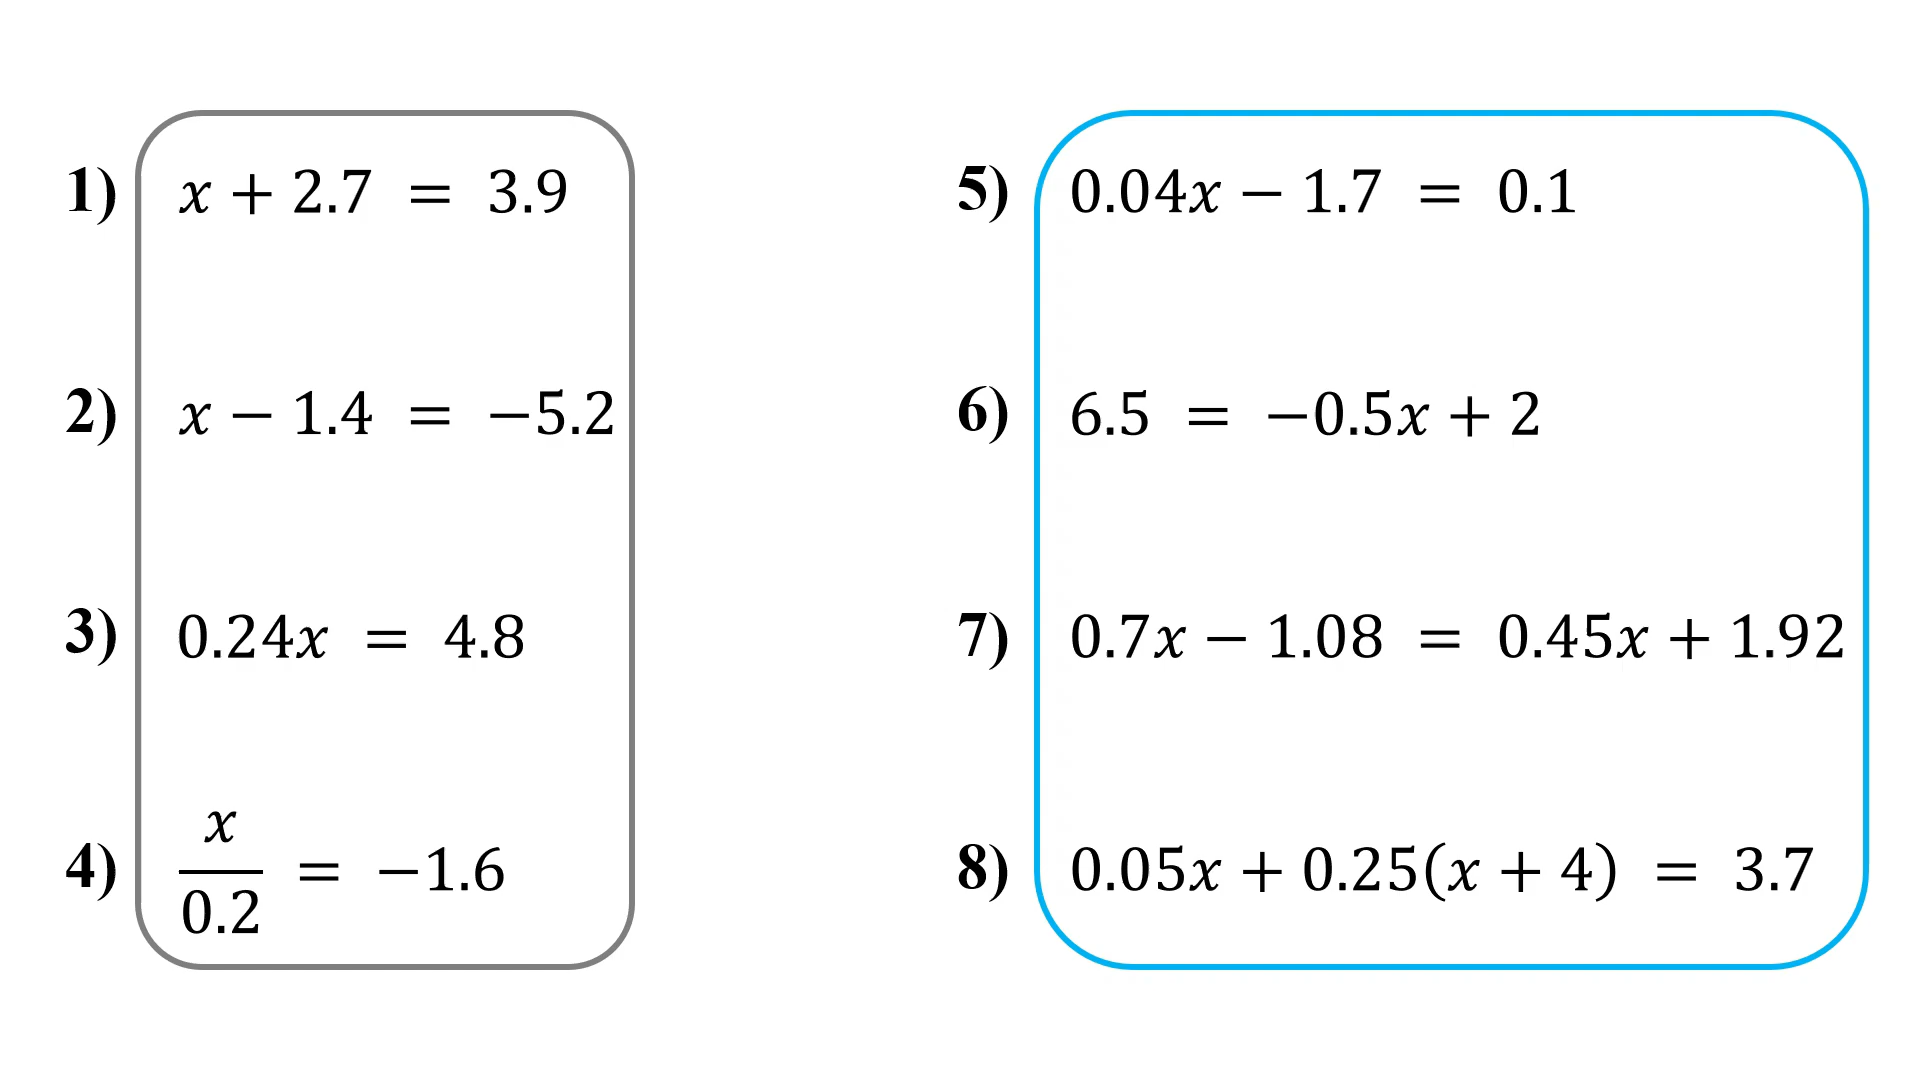 1) x + 2.7 = 3.9
2) x − 1.4 = −5.2
3) 0.24x = 4.8
4) x/0.2 = −1.6
5) 0.04x − 1.7 = 0.1
6) 6.5 = −0.5x + 2
7) 0.7x − 1.08 = 0.45x + 1.92
8) 0.05x + 0.25(x + 4) = 3.7